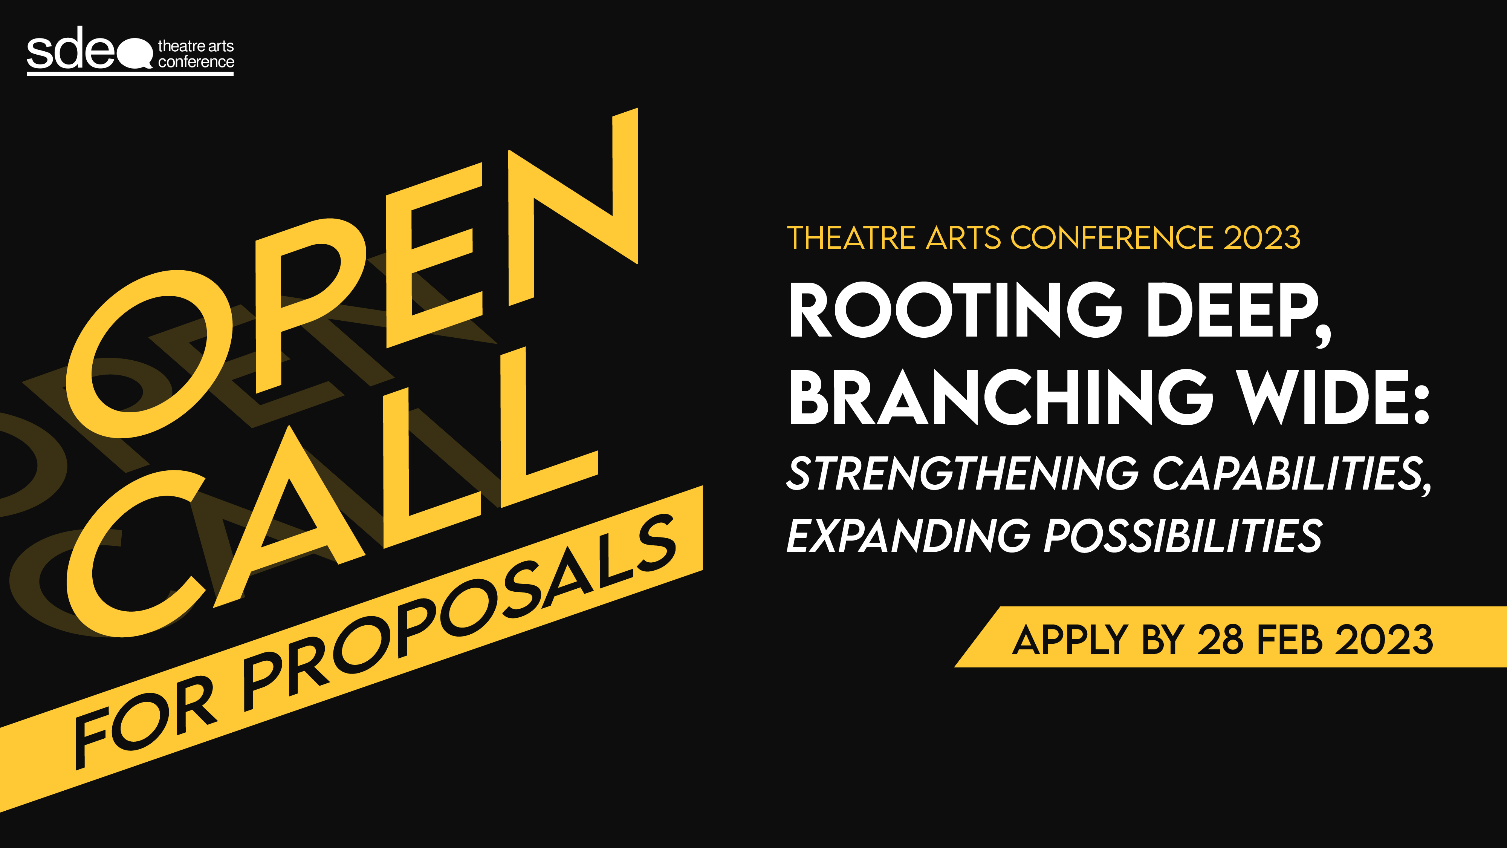 sdea theatre arts
conference
OPEN
CALL
FOR PROPOSALS
THEATRE ARTS CONFERENCE 2023
ROOTING DEEP,
BRANCHING WIDE:
STRENGTHENING CAPABILITIES,
EXPANDING POSSIBILITIES
APPLY BY 28 FEB 2023